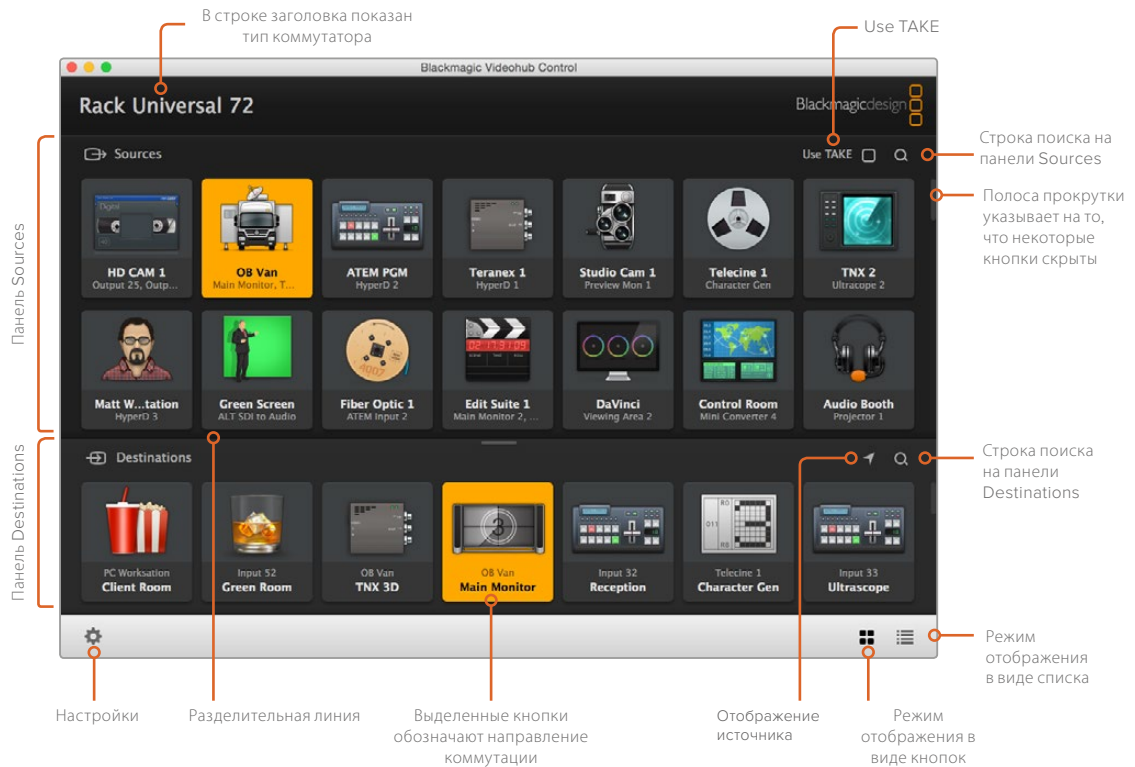 В строке заголовка показан
тип коммутатора
Use TAKE
Blackmagic Videohub Control
Rack Universal 72
Blackmagicdesign
Панель Sources
Sources
Use TAKE
Строка поиска на
панели Sources
Полоса прокрутки
указывает на то,
что некоторые
кнопки скрыты
HD CAM 1
Output 25, Outp...
OB Van
Main Monitor, T...
ATEM PGM
HyperD 2
Teranex 1
HyperD 1
Studio Cam 1
Preview Mon 1
Telecine 1
Character Gen
TNX 2
Ultracope 2
Matt W...tation
HyperD 3
Green Screen
ALT SDI to Audio
Fiber Optic 1
ATEM Input 2
Edit Suite 1
Main Monitor 2, ...
DaVinci
Viewing Area 2
Control Room
Mini Converter 4
Audio Booth
Projector 1
Панель Destinations
Destinations
Строка поиска
на панели
Destinations
PC Worksation
Client Room
Input 52
Green Room
OB Van
TNX 3D
3
OB Van
Main Monitor
Input 32
Reception
Telecine 1
Character Gen
Input 33
Ultrascope
Режим
отображения
в виде списка
Настройки
Разделительная линия
Выделенные кнопки
обозначают направление
коммутации
Отображение
источника
Режим
отображения в
виде кнопок